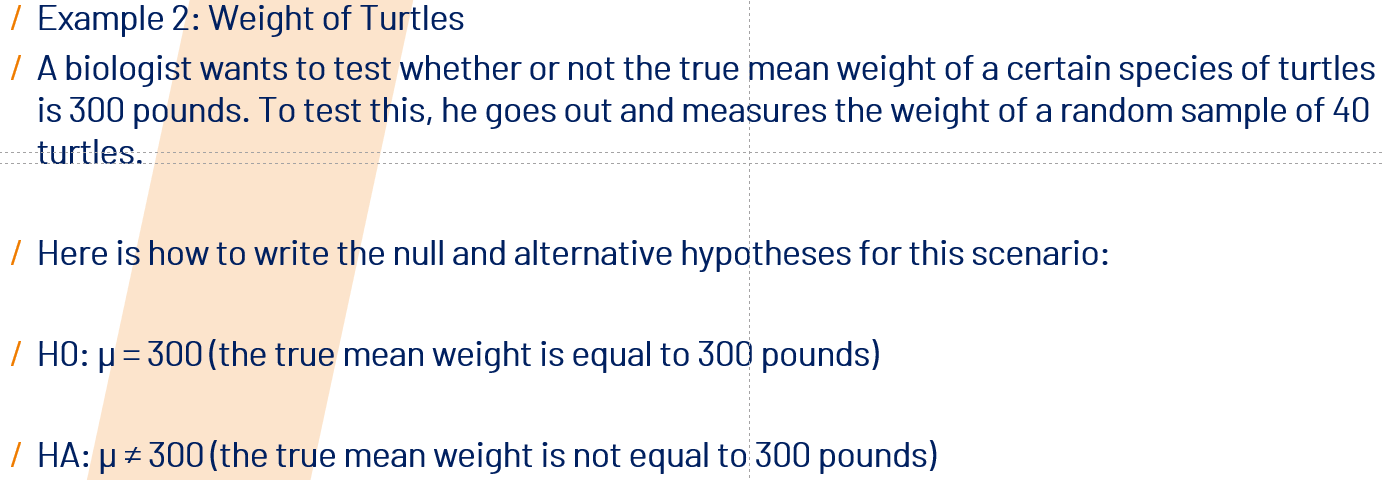 / Example 2: Weight of Turtles
/ A biologist wants to test whether or not the true mean weight of a certain species of turtles
is 300 pounds. To test this, he goes out and measures the weight of a random sample of 40
turtles.
/ Here is how to write the null and alternative hypotheses for this scenario:
/ H0: μ = 300 (the true mean weight is equal to 300 pounds)
/ HA: μ ≠ 300 (the true mean weight is not equal to 300 pounds)